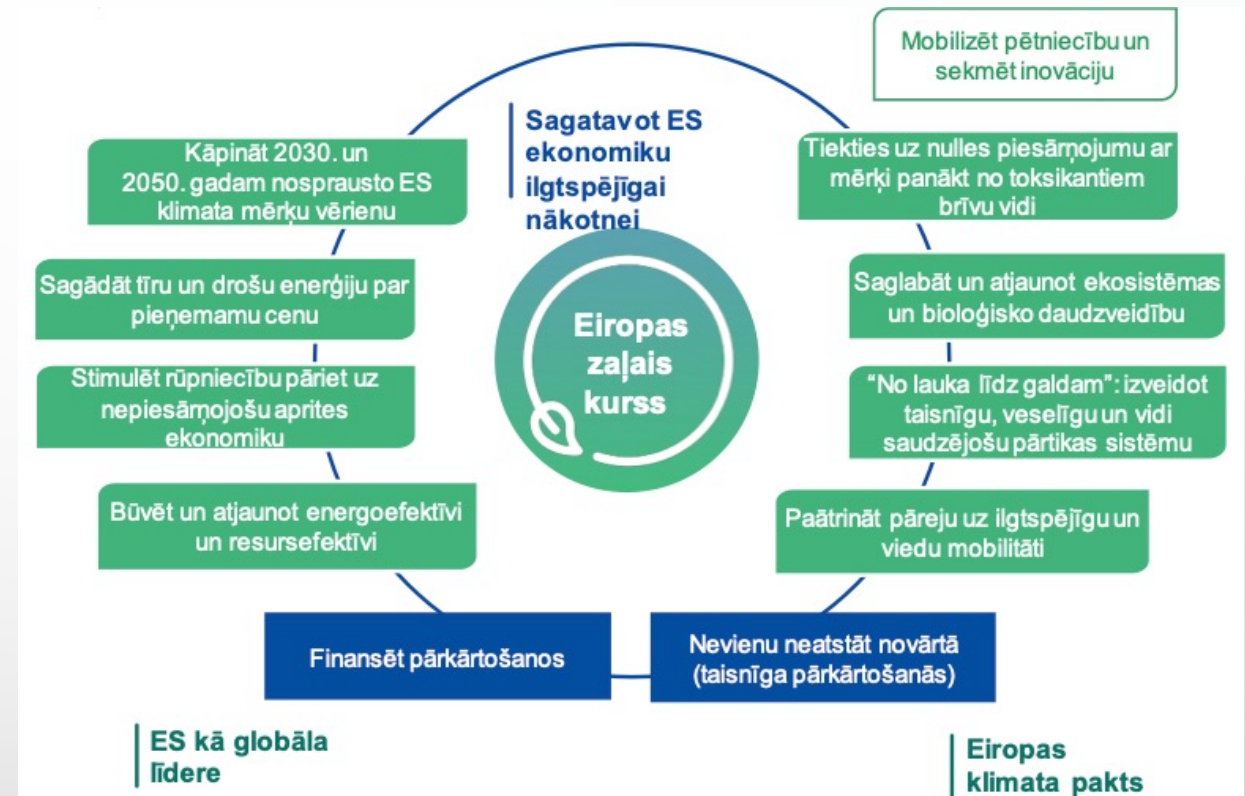 Mobilizēt pētniecību un
sekmēt inovāciju
Sagatavot ES
ekonomiku
ilgtspējīgai
nākotnei
Kāpināt 2030. un
2050. gadam nosprausto ES
klimata mērķu vērienu
Tiekties uz nulles piesārņojumu ar
mērķi panākt no toksikantiem
brīvu vidi
Sagādāt tīru un drošu enerģiju par
pieņemamu cenu
Saglabāt un atjaunot ekosistēmas
un bioloģisko daudzveidību
Eiropas
zaļais
kurss
Stimulēt rūpniecību pāriet uz
nepiesārņojošu aprites
ekonomiku
“No lauka līdz galdam”: izveidot
taisnīgu, veselīgu un vidi
saudzējošu pārtikas sistēmu
Būvēt un atjaunot energoefektīvi
un resursefektīvi
Paātrināt pāreju uz ilgtspējīgu un
viedu mobilitāti
Finansēt pārkārtošanos
Nevienu neatstāt novārtā
(taisnīga pārkārtošanās)
ES kā globāla
līdere
Eiropas
klimata pakts